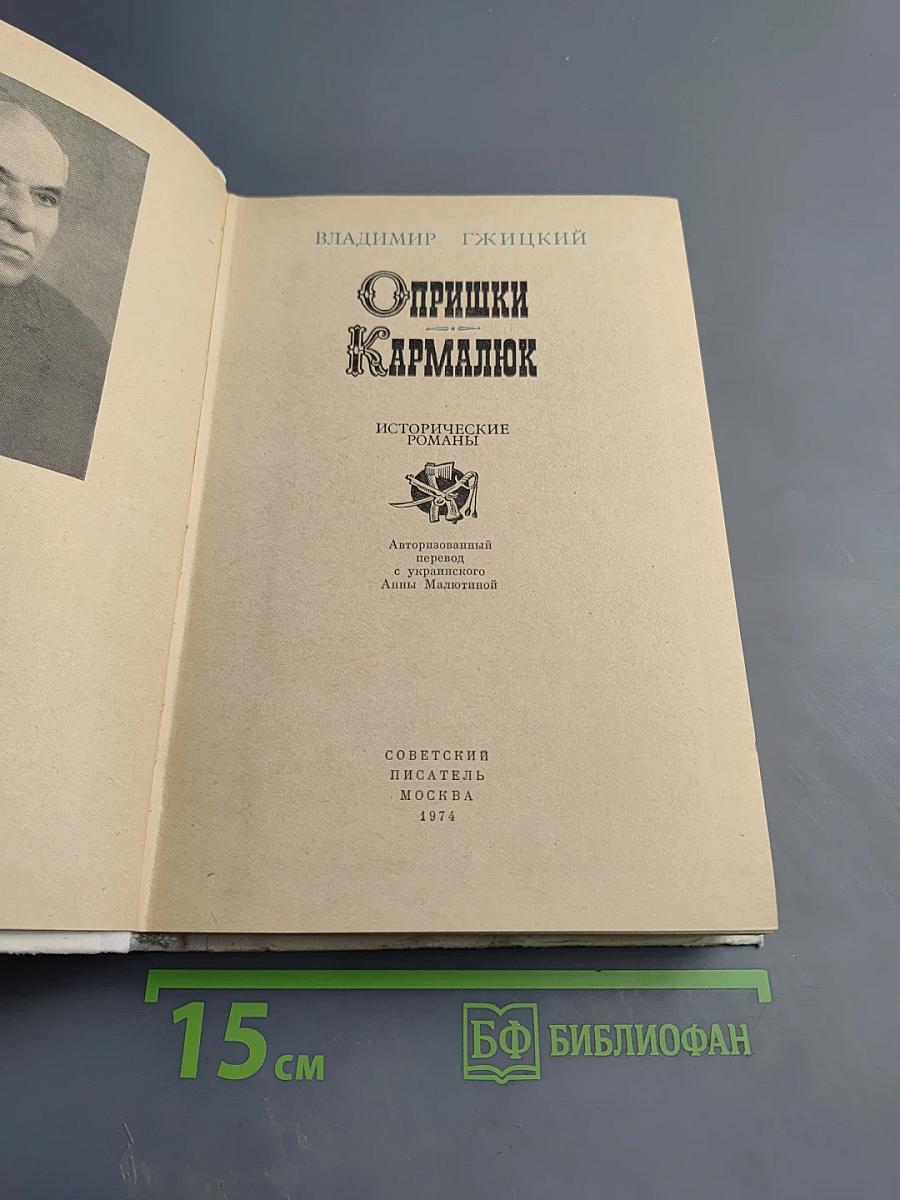 ВЛАДИМИР ГЖИЦКИЙ
ОПРИШКИ
КАРМАЛЮК
ИСТОРИЧЕСКИЕ
РОМАНЫ
Авторизованный
перевод
с украинского
Анны Малютиной
СОВЕТСКИЙ
ПИСАТЕЛЬ
МОСКВА
1974
15 см
БФ БИБЛИОФАН